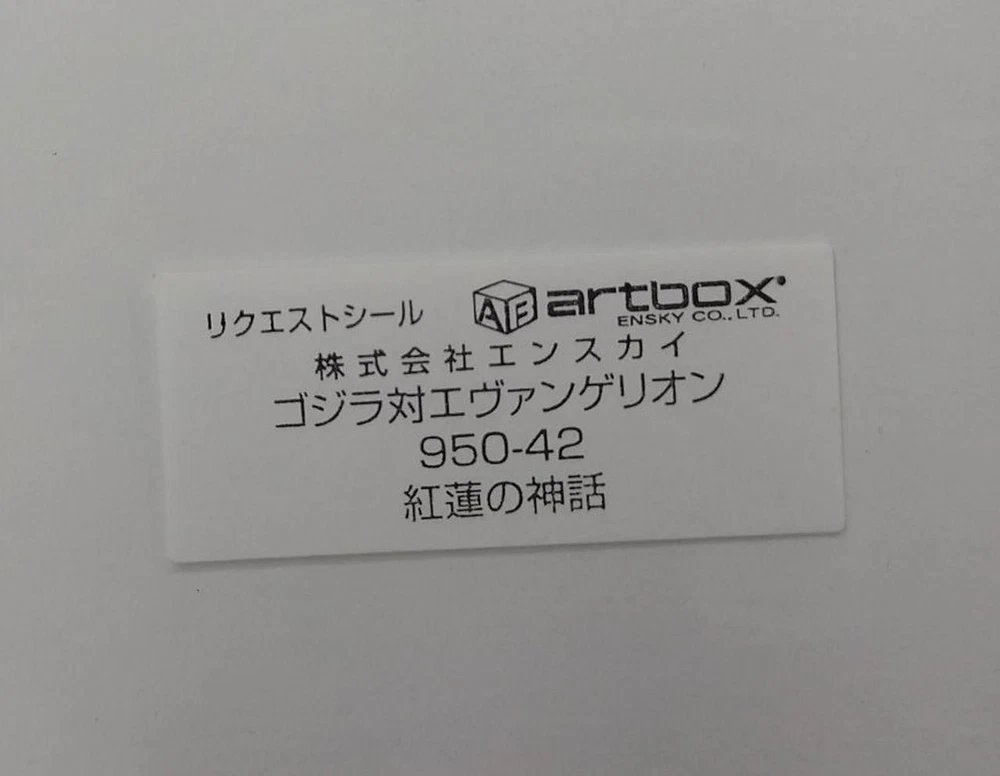 リクエストシール AB artbox
ENSKY CO.,LTD.
株式会社エンスカイ
ゴジラ対エヴァンゲリオン
950-42
紅蓮の神話